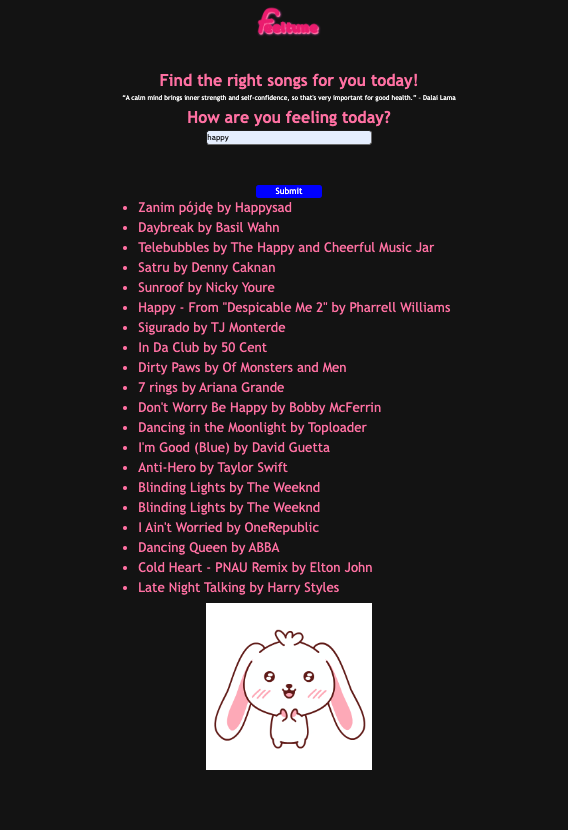 Feeltune
Find the right songs for you today!
“A calm mind brings inner strength and self-confidence, so that's very important for good health.” - Dalai Lama
How are you feeling today?
happy
Submit
• Zanim pójdę by Happysad
• Daybreak by Basil Wahn
• Telebubbles by The Happy and Cheerful Music Jar
• Satru by Denny Caknan
• Sunroof by Nicky Youre
• Happy - From "Despicable Me 2" by Pharrell Williams
• Sigurado by TJ Monterde
• In Da Club by 50 Cent
• Dirty Paws by Of Monsters and Men
• 7 rings by Ariana Grande
• Don't Worry Be Happy by Bobby McFerrin
• Dancing in the Moonlight by Toploader
• I'm Good (Blue) by David Guetta
• Anti-Hero by Taylor Swift
• Blinding Lights by The Weeknd
• Blinding Lights by The Weeknd
• I Ain't Worried by OneRepublic
• Dancing Queen by ABBA
• Cold Heart - PNAU Remix by Elton John
• Late Night Talking by Harry Styles